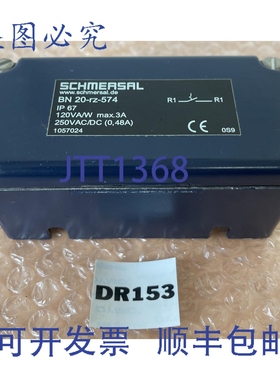 盗图必究
SCHMERSAL
www.schmersal.de
BN 20-rz-574
IP 67
120VA/W max.3A
250VAC/DC (0,48A)
1057024
R1 R1
CE 0S9
JTT1368
DR153
可开发票 顺丰包邮